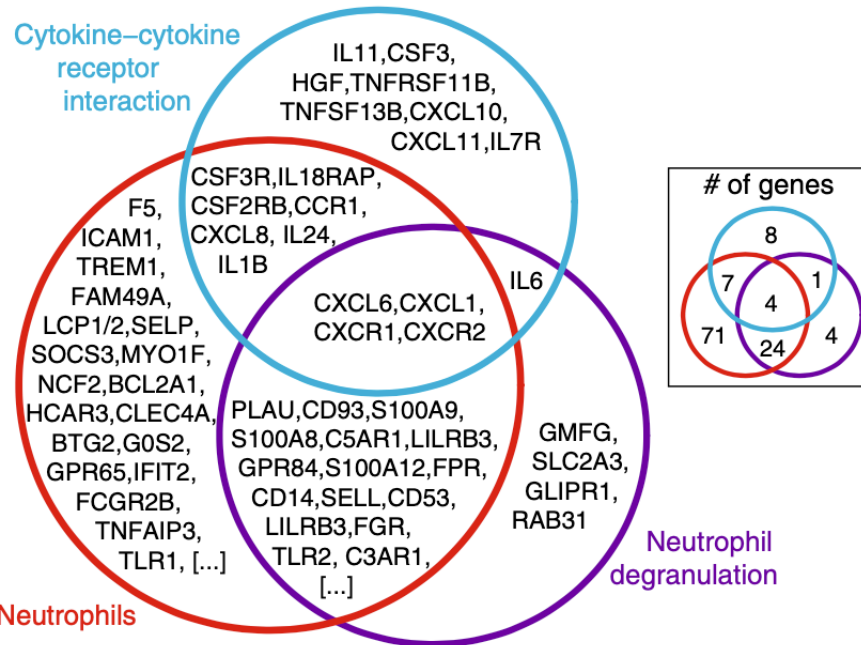 Cytokine–cytokine
receptor
interaction
IL11,CSF3,
HGF,TNFRSF11B,
TNFSF13B,CXCL10,
CXCL11,IL7R
CSF3R,IL18RAP,
CSF2RB,CCR1,
CXCL8, IL24,
IL1B
F5,
ICAM1,
TREM1,
FAM49A,
LCP1/2,SELP,
SOCS3,MYO1F,
NCF2,BCL2A1,
HCAR3,CLEC4A,
BTG2,G0S2,
GPR65,IFIT2,
FCGR2B,
TNFAIP3,
TLR1, [...]
IL6
CXCL6,CXCL1,
CXCR1,CXCR2
PLAU,CD93,S100A9,
S100A8,C5AR1,LILRB3,
GPR84,S100A12,FPR,
CD14,SELL,CD53,
LILRB3,FGR,
TLR2, C3AR1,
[...]
GMFG,
SLC2A3,
GLIPR1,
RAB31
Neutrophil
degranulation
Neutrophils
# of genes
8
7
1
4
71
24
4